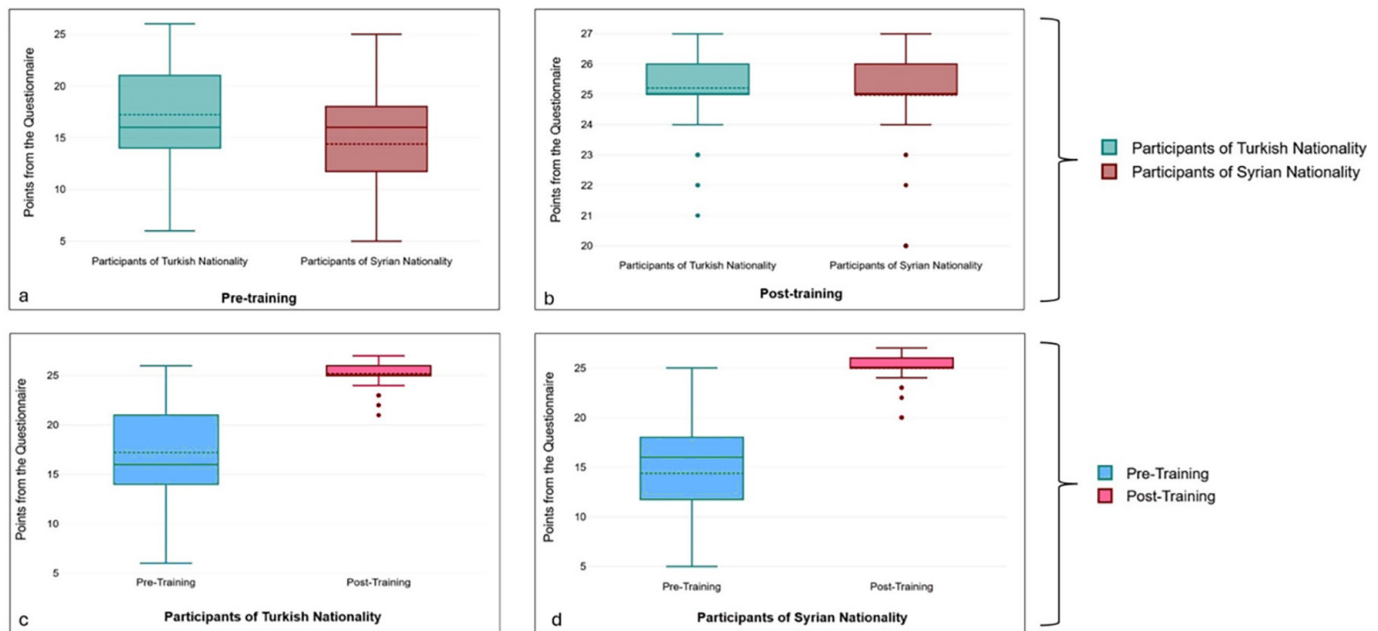 Points from the Questionnaire
25
20
15
10
5
Participants of Turkish Nationality
Participants of Syrian Nationality
a
Pre-training
Points from the Questionnaire
27
26
25
24
23
22
21
20
Participants of Turkish Nationality
Participants of Syrian Nationality
b
Post-training
Participants of Turkish Nationality
Participants of Syrian Nationality
Points from the Questionnaire
25
20
15
10
5
Pre-Training
Post-Training
c
Participants of Turkish Nationality
Points from the Questionnaire
25
20
15
10
5
Pre-Training
Post-Training
d
Participants of Syrian Nationality
Pre-Training
Post-Training